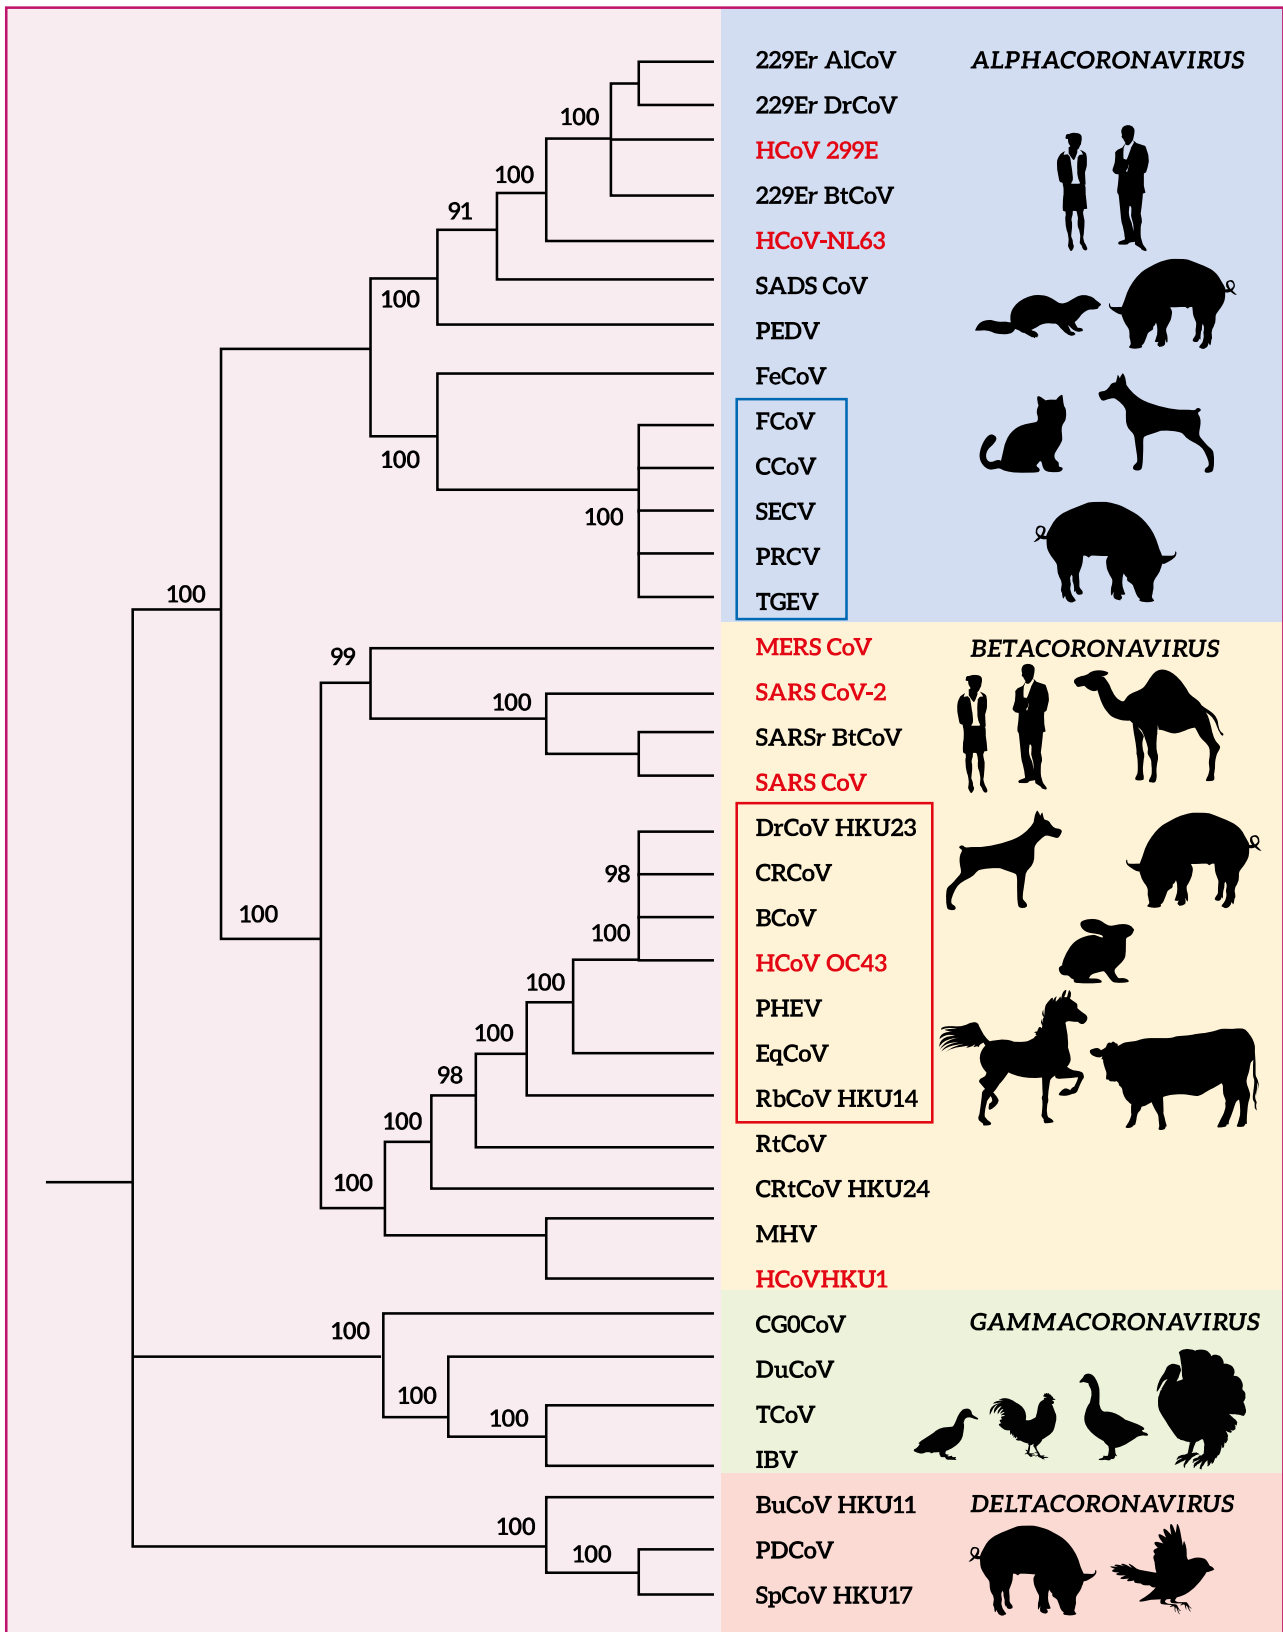 229Er AlCoV
ALPHACORONAVIRUS
229Er DrCoV
100
HCoV 299E
100
229Er BtCoV
91
HCoV-NL63
SADS CoV
100
PEDV
FeCoV
FCoV
100
CCoV
SECV
100
PRCV
TGEV
100
MERS CoV
BETACORONAVIRUS
99
SARS CoV-2
100
SARSr BtCoV
SARS CoV
DrCoV HKU23
CRCoV
98
BCoV
100
100
HCoV OC43
100
PHEV
100
EqCoV
98
RbCoV HKU14
100
RtCoV
100
CRtCoV HKU24
MHV
HCoVHKU1
CG0CoV
GAMMACORONAVIRUS
100
DuCoV
100
TCoV
100
IBV
BuCoV HKU11
DELTACORONAVIRUS
100
PDCoV
100
SpCoV HKU17